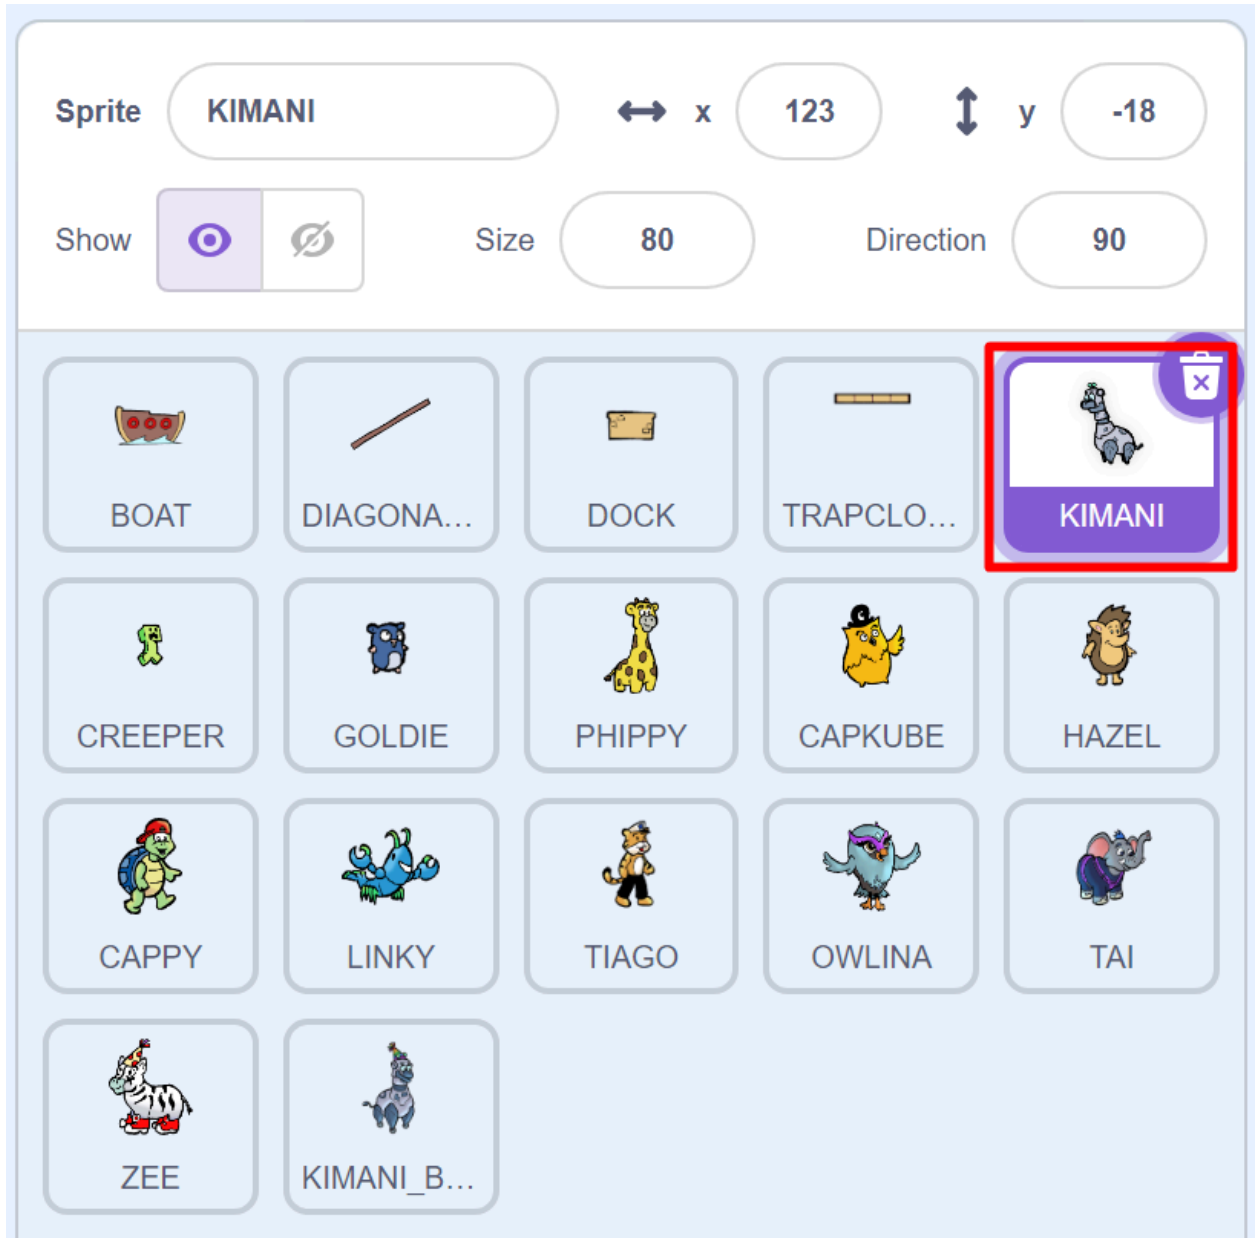 Sprite KIMANI x 123 y -18
Show Size 80 Direction 90
BOAT DIAGONA... DOCK TRAPCLO... KIMANI
CREEPER GOLDIE PHIPPY CAPKUBE HAZEL
CAPPY LINKY TIAGO OWLINA TAI
ZEE KIMANI_B...